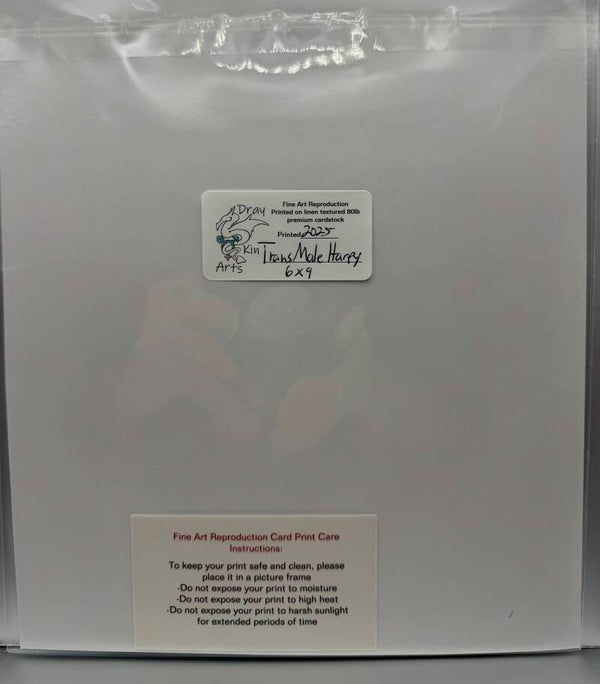 Dray
Kin
Arts
Fine Art Reproduction
Printed on linen textured 80lb
premium cardstock
Printed 2025
Trans Male Harpy
6x9
Fine Art Reproduction Card Print Care
Instructions:
To keep your print safe and clean, please
place it in a picture frame
-Do not expose your print to moisture
-Do not expose your print to high heat
-Do not expose your print to harsh sunlight
for extended periods of time